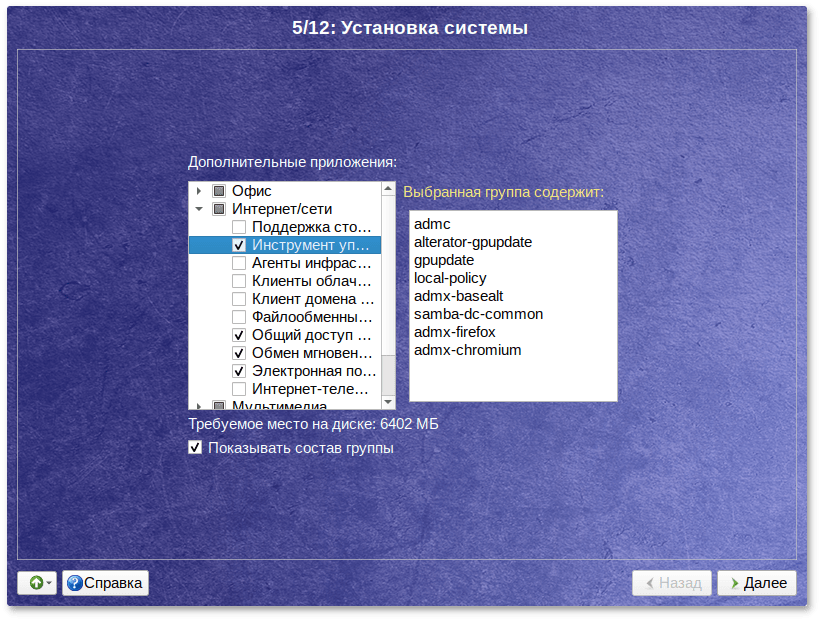 5/12: Установка системы
Дополнительные приложения:
Офис
Интернет/сети
Поддержка сто...
Инструмент уп...
Агенты инфрас...
Клиенты облач...
Клиент домена ...
Файлообменны...
Общий доступ ...
Обмен мгновен...
Электронная по...
Интернет-теле...
Мультимедиа
Выбранная группа содержит:
admc
alterator-gpupdate
gpupdate
local-policy
admx-basealt
samba-dc-common
admx-firefox
admx-chromium
Требуемое место на диске: 6402 МБ
Показывать состав группы
Справка
Назад
Далее